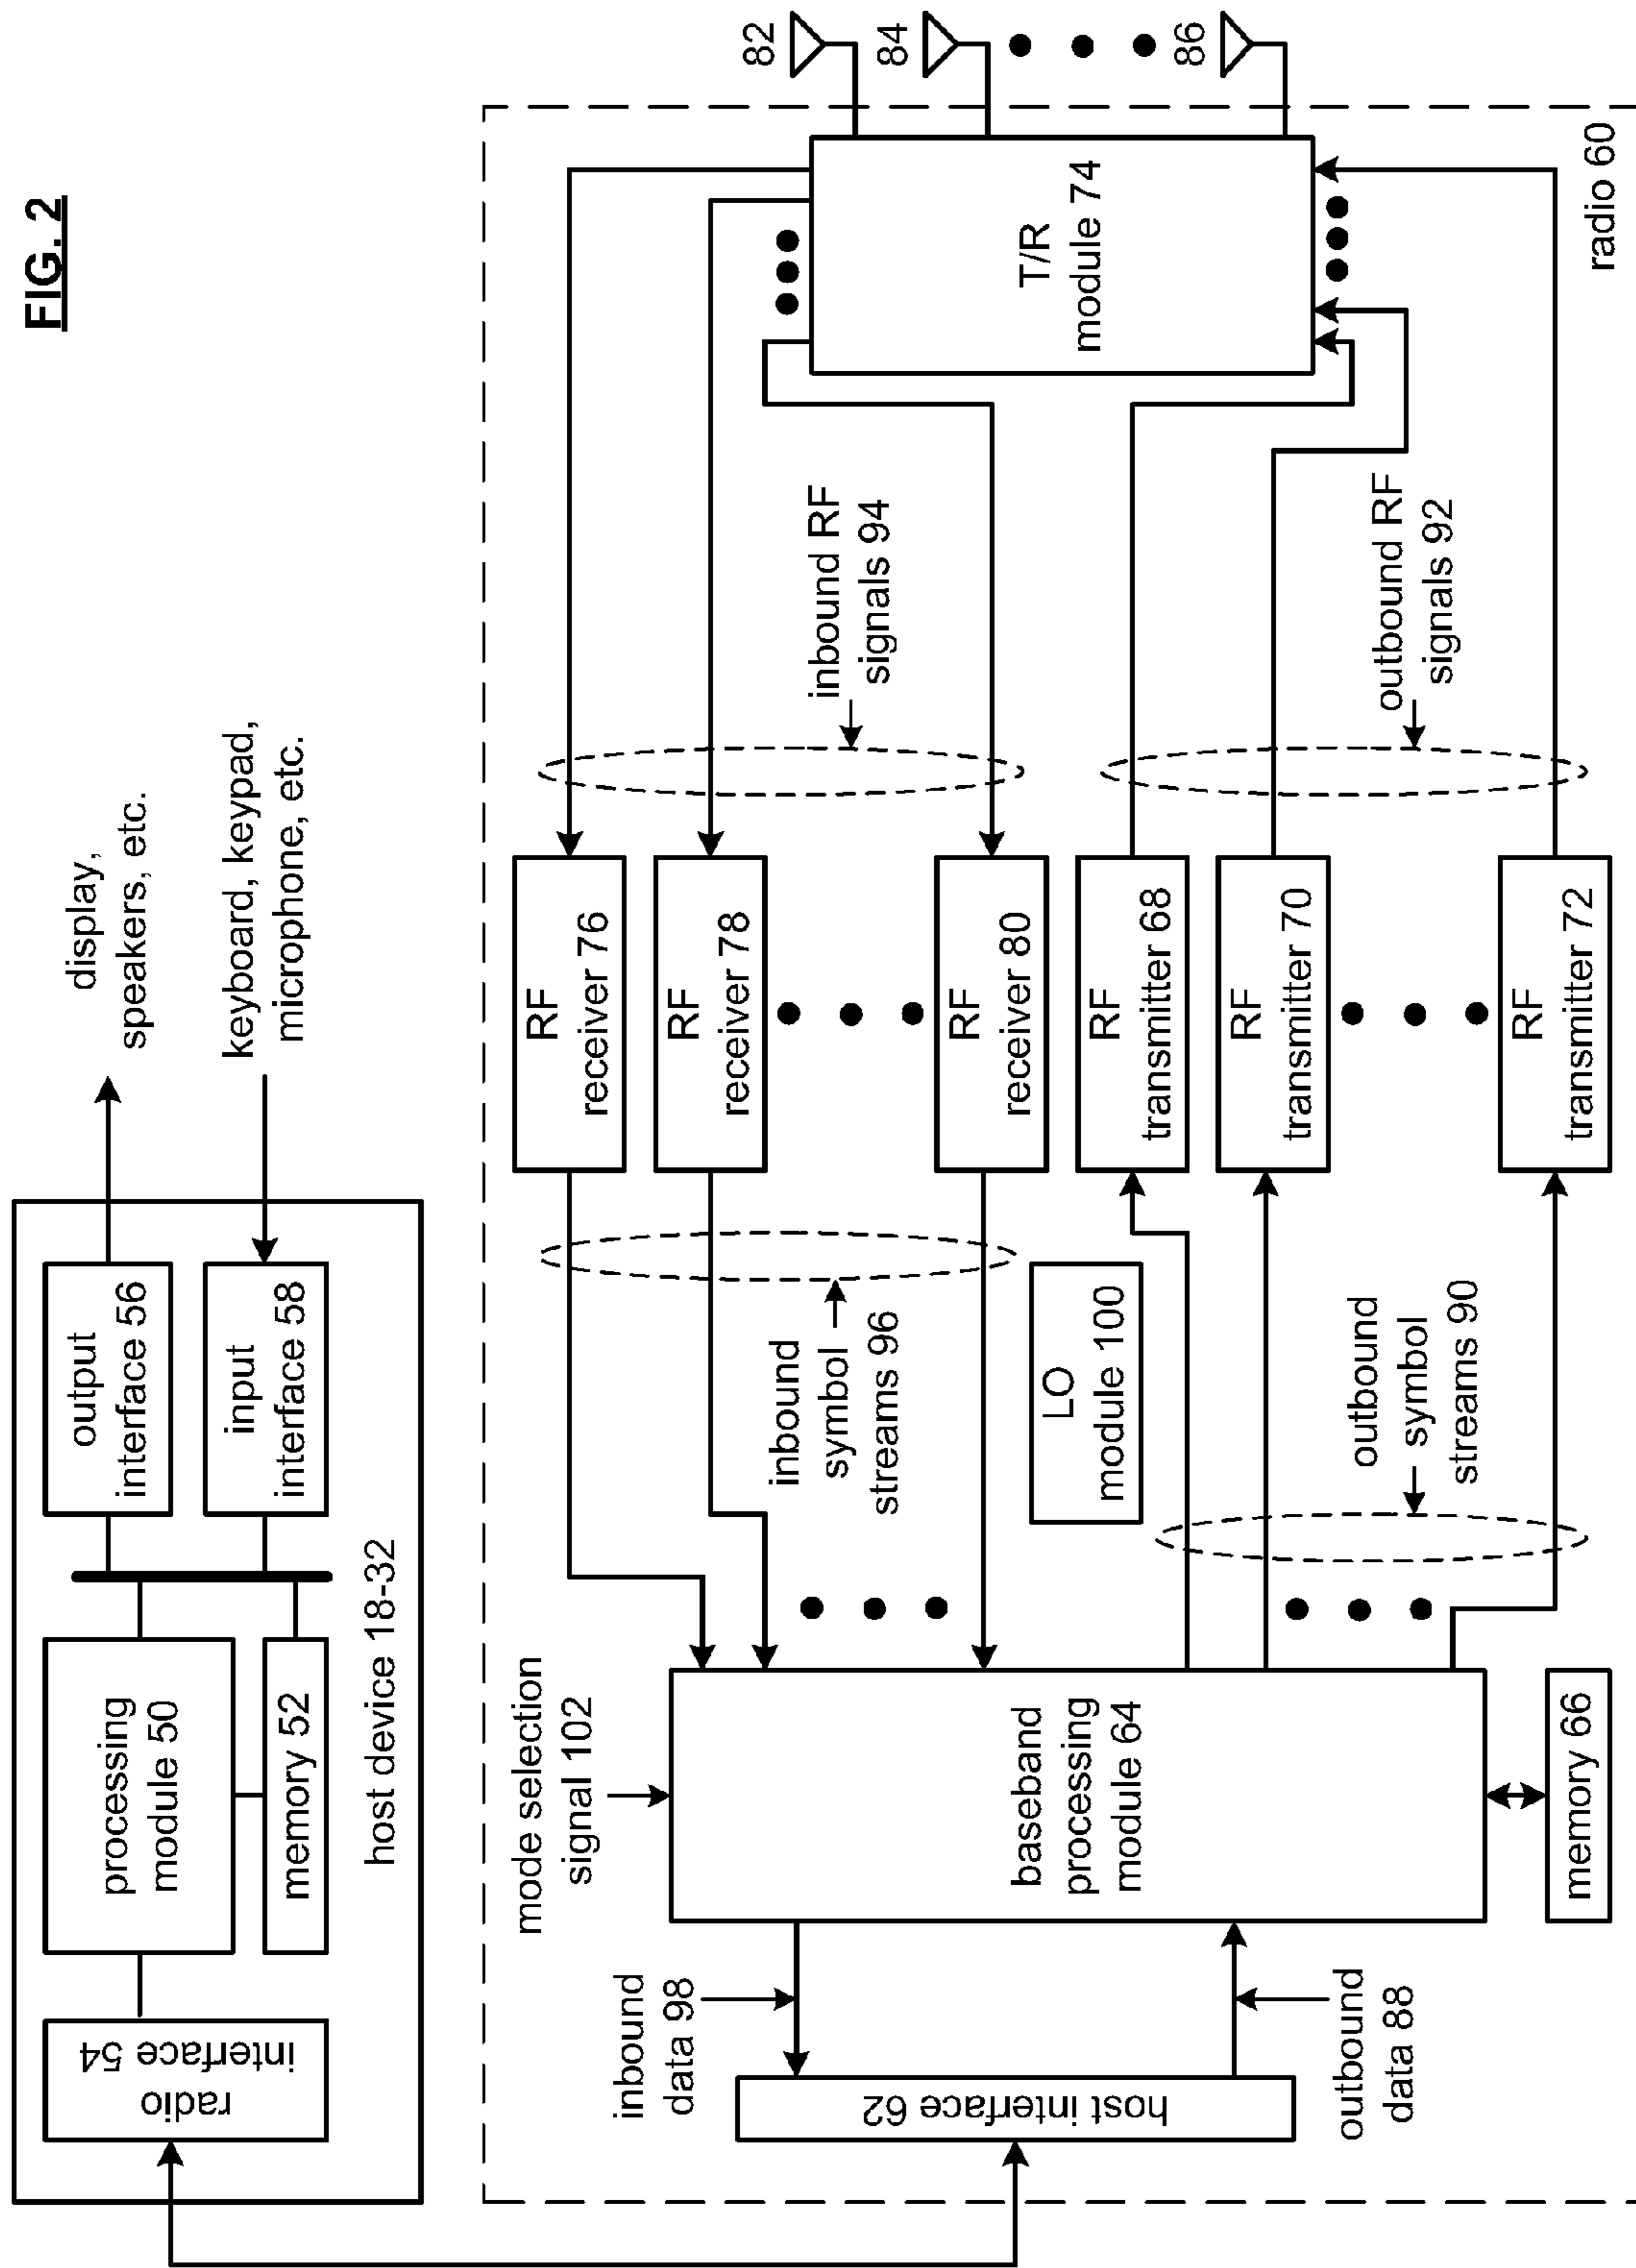 FIG. 2
radio
interface 54
processing
module 50
memory 52
output
interface 56
input
interface 58
host device 18-32
display,
speakers, etc.
keyboard, keypad,
microphone, etc.
mode selection
signal 102
inbound
data 98
host interface 62
outbound
data 88
baseband
processing
module 64
memory 66
inbound
symbol
streams 96
LO
module 100
outbound
symbol
streams 90
RF
receiver 76
RF
receiver 78
RF
receiver 80
RF
transmitter 68
RF
transmitter 70
RF
transmitter 72
inbound RF
signals 94
outbound RF
signals 92
T/R
module 74
82
84
86
radio 60